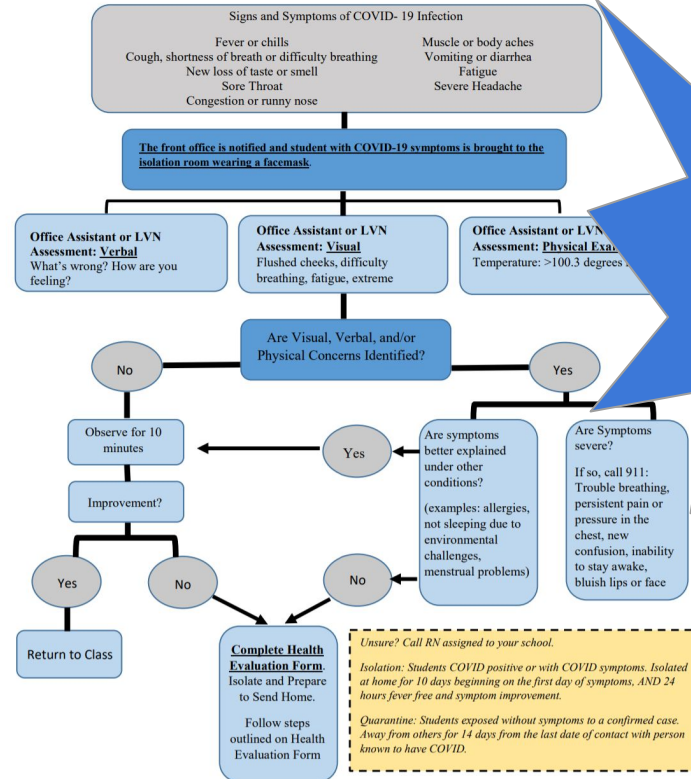 Signs and Symptoms of COVID- 19 Infection
Fever or chills
Cough, shortness of breath or difficulty breathing
New loss of taste or smell
Sore Throat
Congestion or runny nose
Muscle or body aches
Vomiting or diarrhea
Fatigue
Severe Headache
The front office is notified and student with COVID-19 symptoms is brought to the
isolation room wearing a facemask.
Office Assistant or LVN
Assessment: Verbal
What's wrong? How are you
feeling?
Office Assistant or LVN
Assessment: Visual
Flushed cheeks, difficulty
breathing, fatigue, extreme
Office Assistant or LVN
Assessment: Physical
Temperature: >100.3 degrees
Are Visual, Verbal, and/or
Physical Concerns Identified?
No
Yes
Observe for 10
minutes
Yes
Are symptoms
better explained
under other
conditions?
(examples: allergies,
not sleeping due to
environmental
challenges,
menstrual problems)
Are Symptoms
severe?
If so, call 911:
Trouble breathing,
persistent pain or
pressure in the
chest, new
confusion, inability
to stay awake,
bluish lips or face
Improvement?
Yes
No
No
Return to Class
Complete Health
Evaluation Form.
Isolate and Prepare
to Send Home.
Follow steps
outlined on Health
Evaluation Form
Unsure? Call RN assigned to your school.
Isolation: Students COVID positive or with COVID symptoms. Isolated
at home for 10 days beginning on the first day of symptoms, AND 24
hours fever free and symptom improvement.
Quarantine: Students exposed without symptoms to a confirmed case.
Away from others for 14 days from the last date of contact with person
known to have COVID.